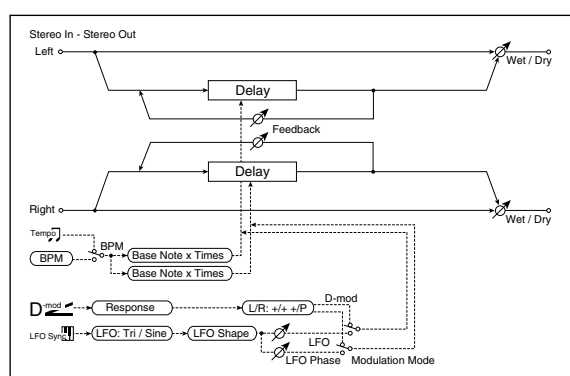 Stereo In - Stereo Out
Left
Wet / Dry
Delay
Feedback
Delay
Right
Wet / Dry
Tempo
BPM
BPM
Base Note x Times
Base Note x Times
D-mod
D-mod
Response
L/R: +/+ +/P
LFO
LFO Sync
LFO: Tri / Sine
LFO Shape
LFO Phase
Modulation Mode